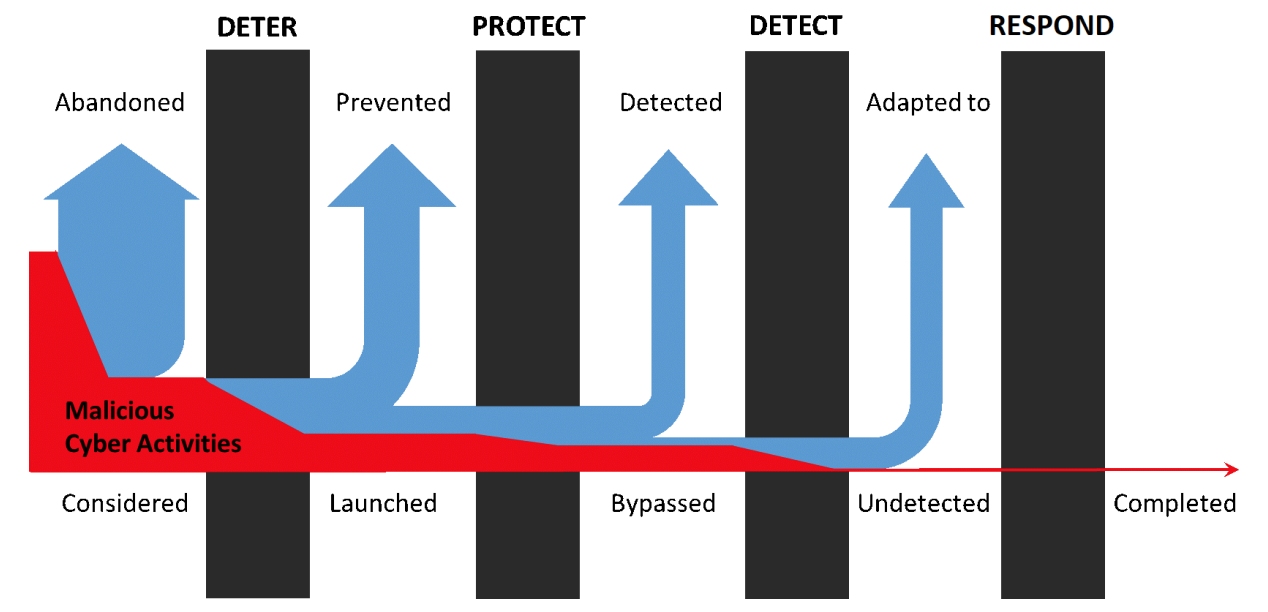 DETER
PROTECT
DETECT
RESPOND
Abandoned
Prevented
Detected
Adapted to
Malicious
Cyber Activities
Considered
Launched
Bypassed
Undetected
Completed